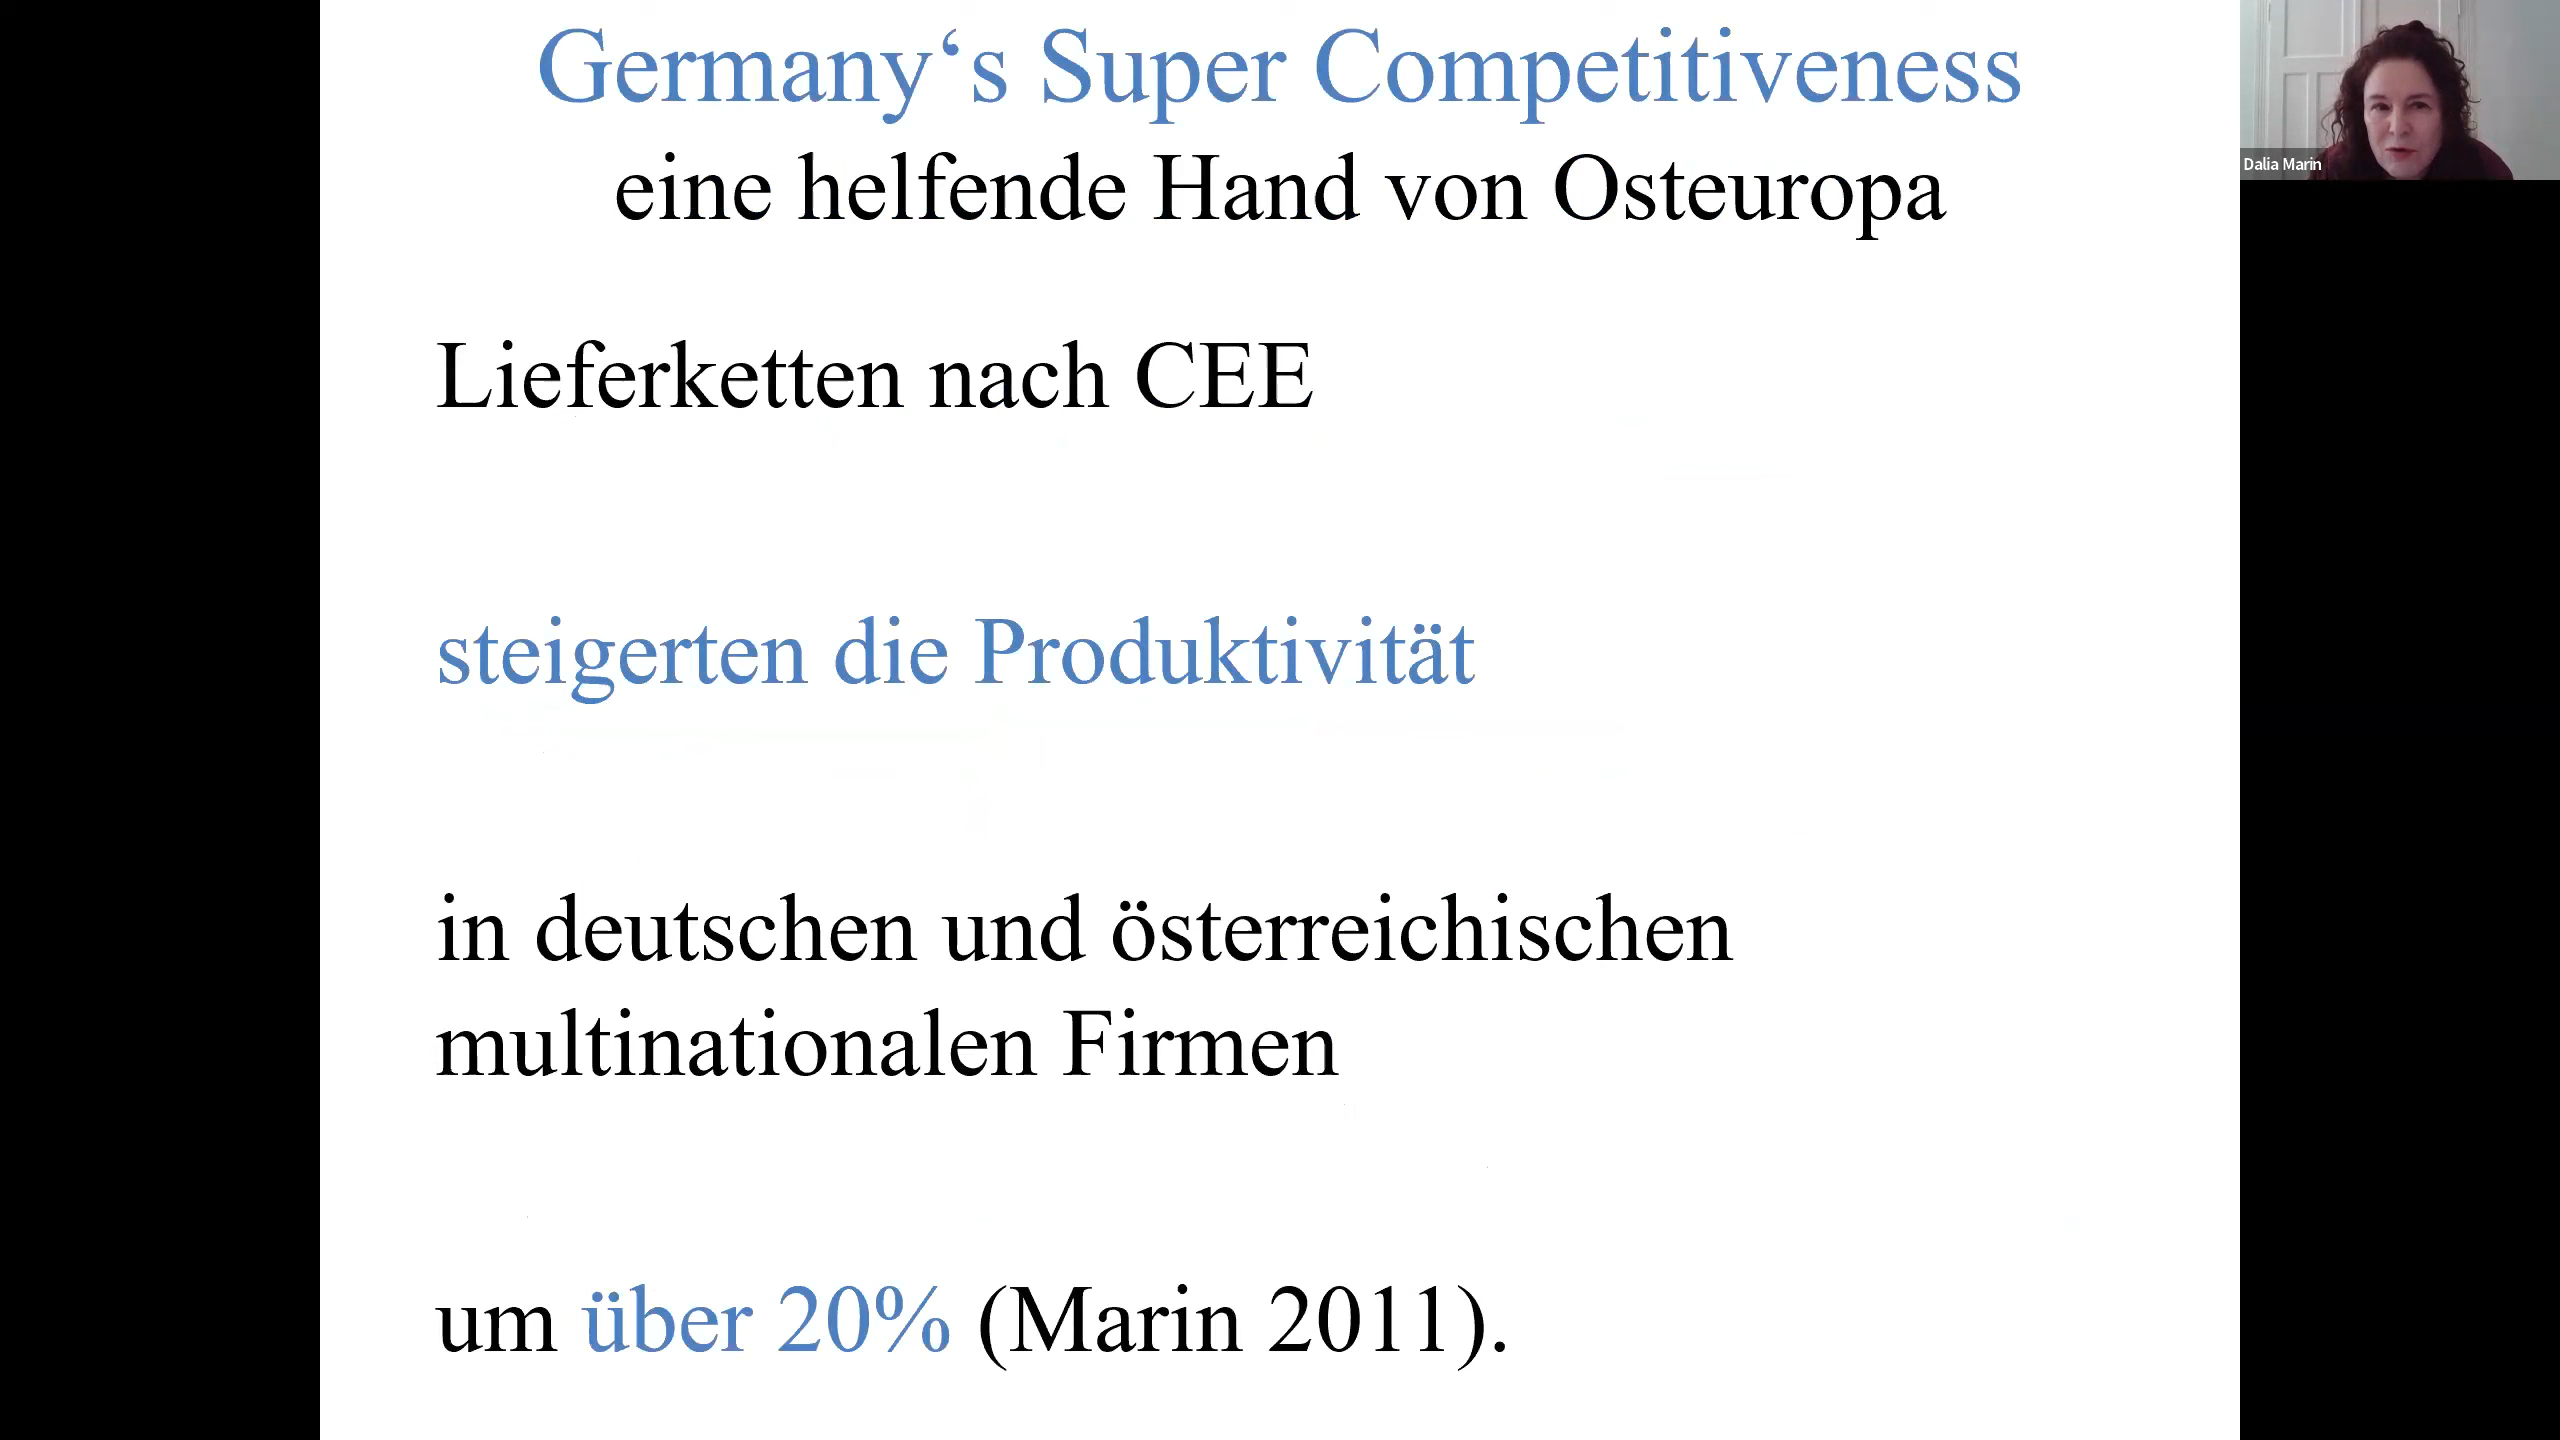 Germany‘s Super Competitiveness
eine helfende Hand von Osteuropa
Dalia Marin
Lieferketten nach CEE
steigerten die Produktivität
in deutschen und österreichischen
multinationalen Firmen
um über 20% (Marin 2011).